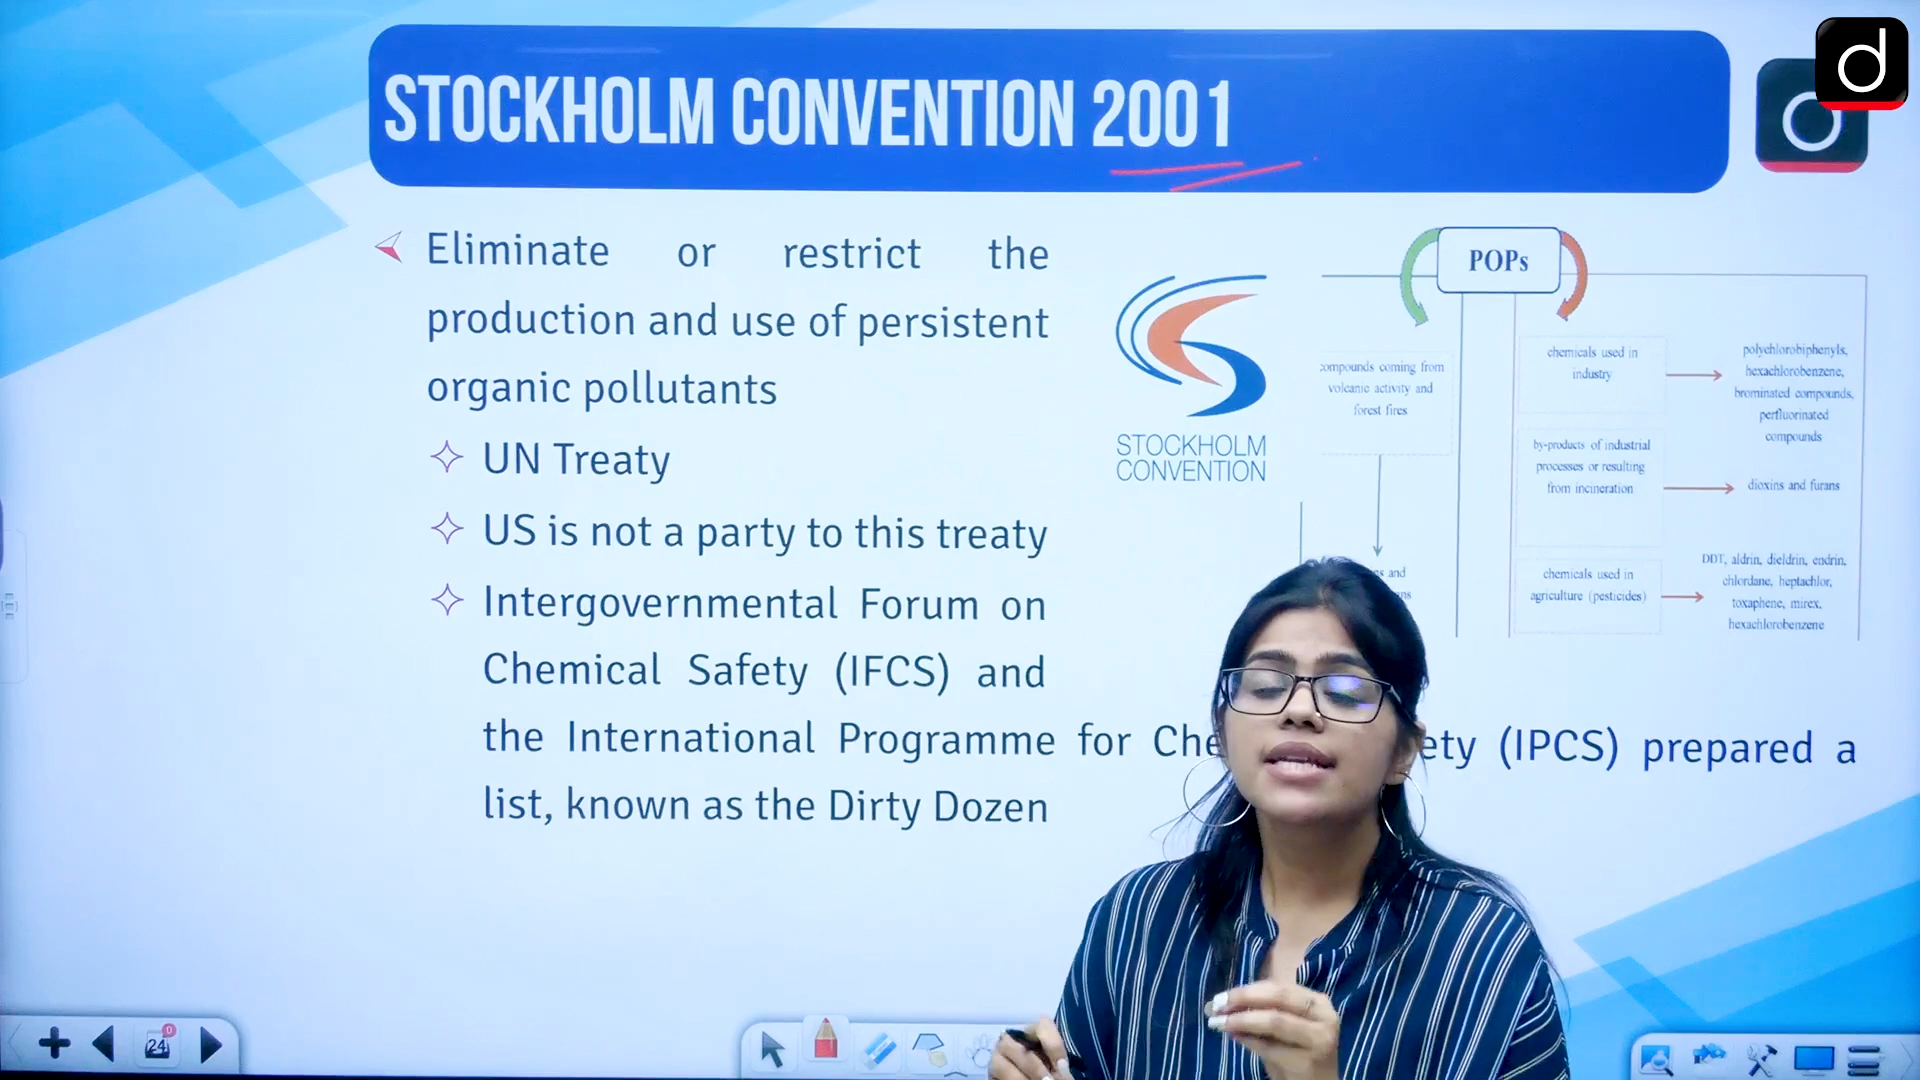 STOCKHOLM CONVENTION 2001
d
Eliminate or restrict the
production and use of persistent
organic pollutants
UN Treaty
US is not a party to this treaty
Intergovernmental Forum on
Chemical Safety (IFCS) and
the International Programme for (IPCS) prepared a
list, known as the Dirty Dozen
STOCKHOLM
CONVENTION
POPs
compounds coming from
volcanic activity and
forest fires
and
chemicals used in
industry
polychlorobiphenyls,
hexachlorobenzene,
brominated compounds,
perfluorinated
compounds
by-products of industrial
processes or resulting
from incineration
dioxins and furans
chemicals used in
agriculture (pesticides)
DDT, aldrin, dieldrin, endrin,
chlordane, heptachlor,
toxaphene, mirex,
hexachlorobenzene
24
0